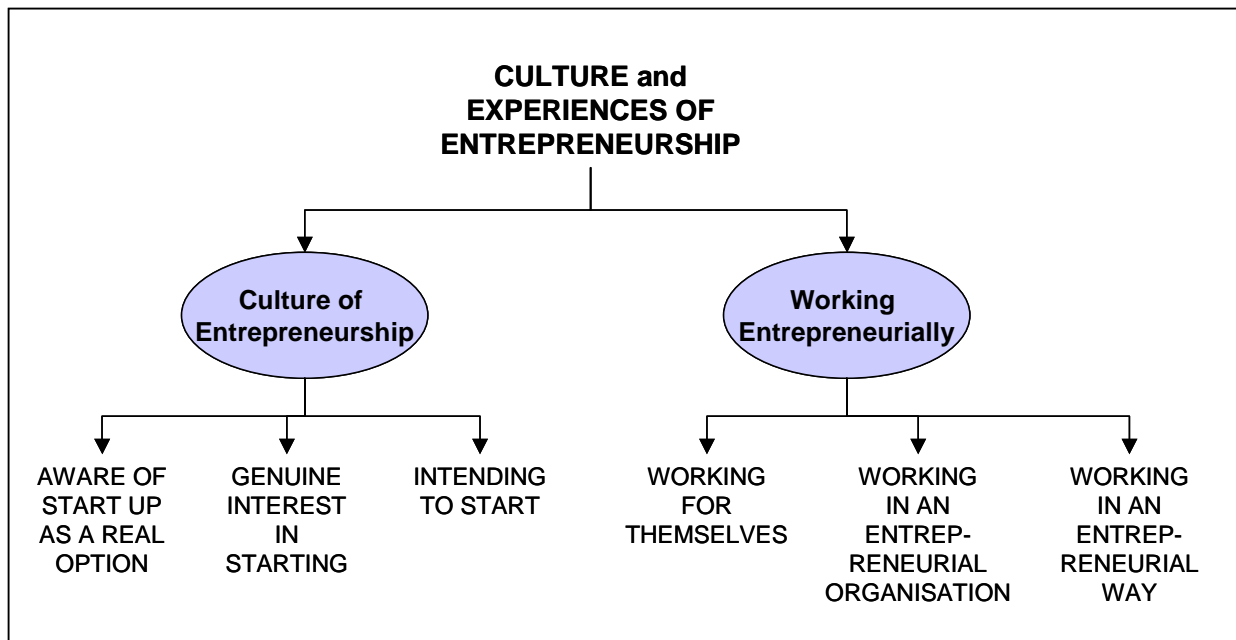 CULTURE and
EXPERIENCES OF
ENTREPRENEURSHIP
Culture of
Entrepreneurship
Working
Entrepreneurially
AWARE OF
START UP
AS A REAL
OPTION
GENUINE
INTEREST
IN
STARTING
INTENDING
TO START
WORKING
FOR
THEMSELVES
WORKING
IN AN
ENTREP-
RENEURIAL
ORGANISATION
WORKING
IN AN
ENTREP-
RENEURIAL
WAY